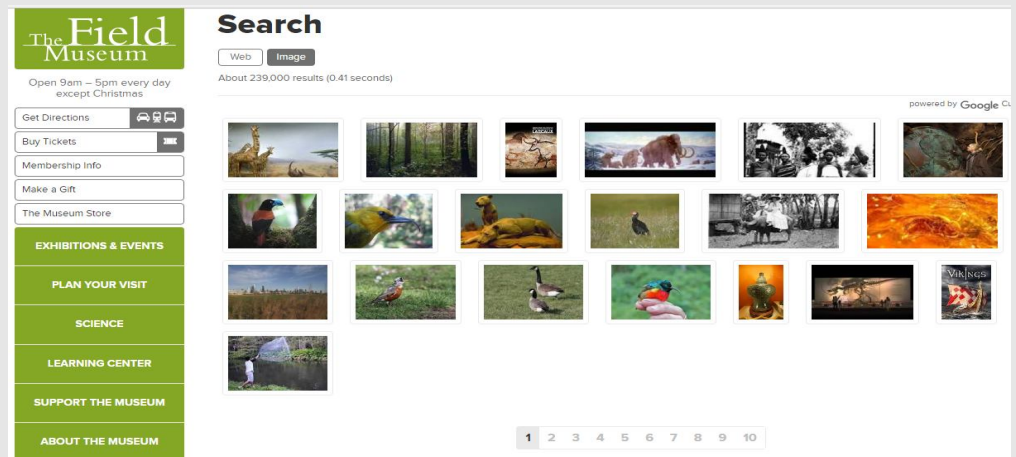 The Field
Museum
Open 9am – 5pm every day
except Christmas
Get Directions
Buy Tickets
Membership Info
Make a Gift
The Museum Store
EXHIBITIONS & EVENTS
PLAN YOUR VISIT
SCIENCE
LEARNING CENTER
SUPPORT THE MUSEUM
ABOUT THE MUSEUM
Search
Web Image
About 239,000 results (0.41 seconds)
powered by Google Cu
LASCAUX
VIKINGS
1 2 3 4 5 6 7 8 9 10